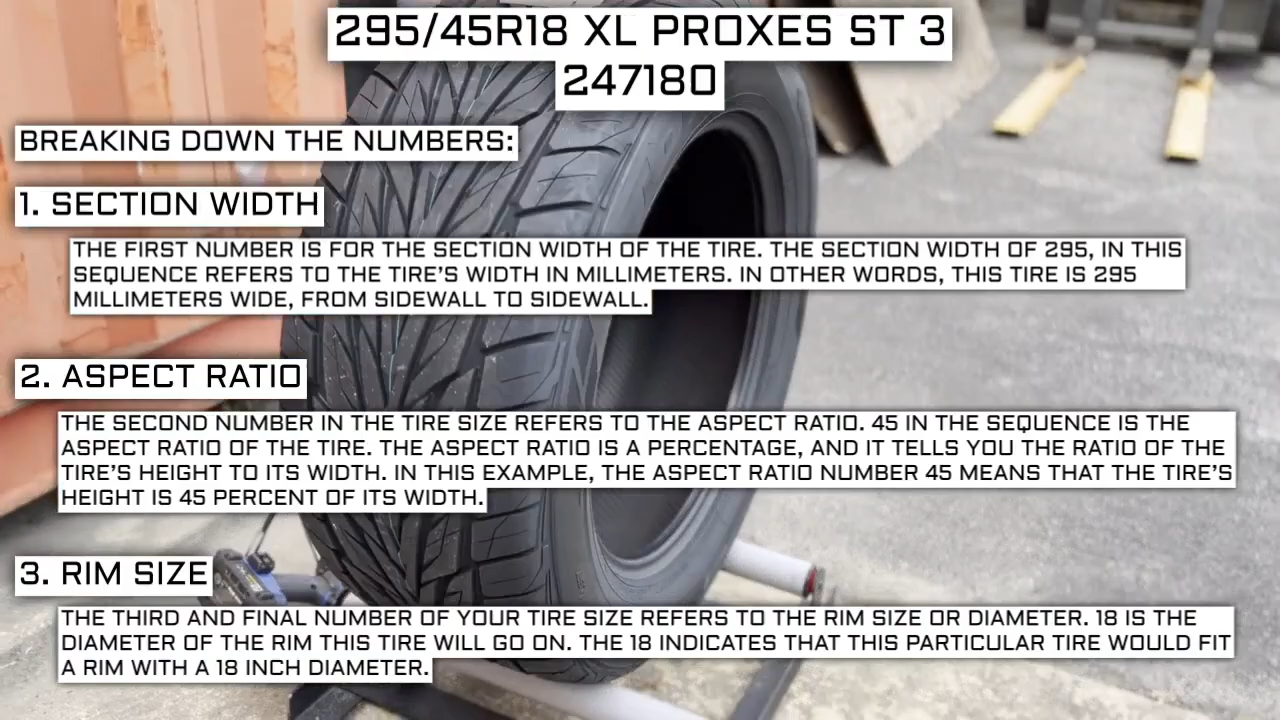 295/45R18 XL PROXES ST 3
247180
BREAKING DOWN THE NUMBERS:
1. SECTION WIDTH
THE FIRST NUMBER IS FOR THE SECTION WIDTH OF THE TIRE. THE SECTION WIDTH OF 295, IN THIS
SEQUENCE REFERS TO THE TIRE'S WIDTH IN MILLIMETERS. IN OTHER WORDS, THIS TIRE IS 295
MILLIMETERS WIDE, FROM SIDEWALL TO SIDEWALL.
2. ASPECT RATIO
THE SECOND NUMBER IN THE TIRE SIZE REFERS TO THE ASPECT RATIO. 45 IN THE SEQUENCE IS THE
ASPECT RATIO OF THE TIRE. THE ASPECT RATIO IS A PERCENTAGE, AND IT TELLS YOU THE RATIO OF THE
TIRE'S HEIGHT TO ITS WIDTH. IN THIS EXAMPLE, THE ASPECT RATIO NUMBER 45 MEANS THAT THE TIRE'S
HEIGHT IS 45 PERCENT OF ITS WIDTH.
3. RIM SIZE
THE THIRD AND FINAL NUMBER OF YOUR TIRE SIZE REFERS TO THE RIM SIZE OR DIAMETER. 18 IS THE
DIAMETER OF THE RIM THIS TIRE WILL GO ON. THE 18 INDICATES THAT THIS PARTICULAR TIRE WOULD FIT
A RIM WITH A 18 INCH DIAMETER.